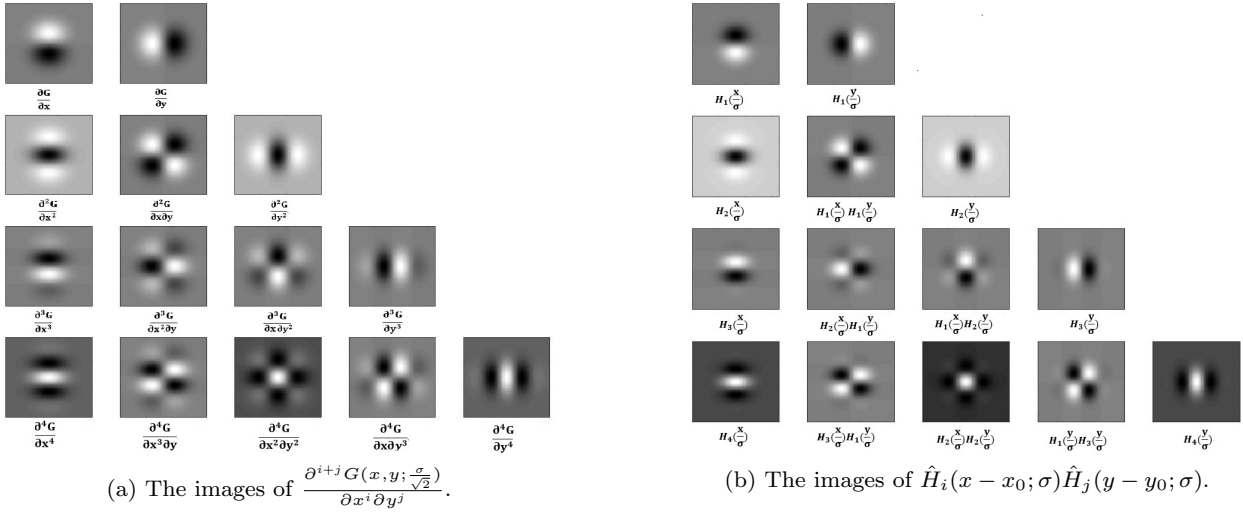 ∂G/∂x ∂G/∂y
∂²G/∂x² ∂²G/∂x∂y ∂²G/∂y²
∂³G/∂x³ ∂³G/∂x²∂y ∂³G/∂x∂y² ∂³G/∂y³
∂⁴G/∂x⁴ ∂⁴G/∂x³∂y ∂⁴G/∂x²∂y² ∂⁴G/∂x∂y³ ∂⁴G/∂y⁴
(a) The images of ∂^{i+j}G(x,y;σ/√2)/∂x^i∂y^j.
H₁(x/σ) H₁(y/σ)
H₂(x/σ) H₁(x/σ)H₁(y/σ) H₂(y/σ)
H₃(x/σ) H₂(x/σ)H₁(y/σ) H₁(x/σ)H₂(y/σ) H₃(y/σ)
H₄(x/σ) H₃(x/σ)H₁(y/σ) H₂(x/σ)H₂(y/σ) H₁(y/σ)H₃(y/σ) H₄(y/σ)
(b) The images of Ĥ_i(x − x₀; σ)Ĥ_j(y − y₀; σ).